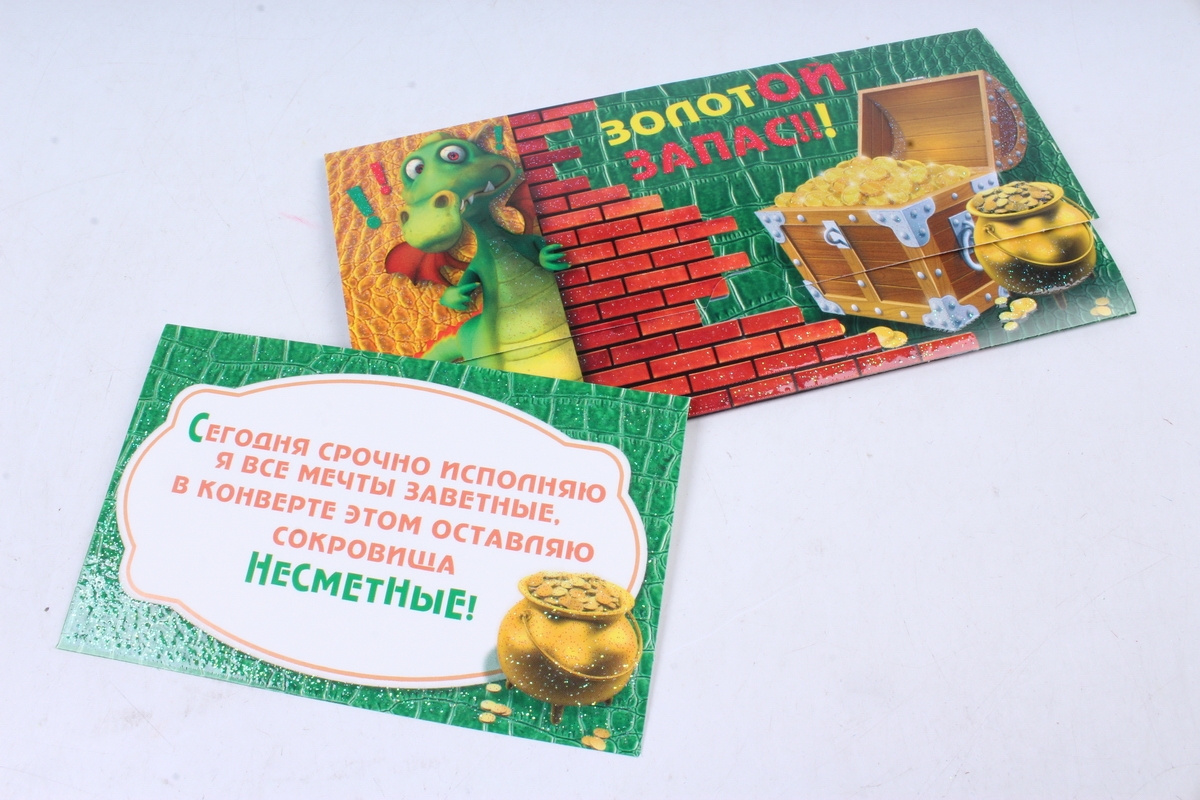 ЗОЛОТОЙ
ЗАПАС!!!
! !
!
СЕГОДНЯ СРОЧНО ИСПОЛНЯЮ
Я ВСЕ МЕЧТЫ ЗАВЕТНЫЕ,
В КОНВЕРТЕ ЭТОМ ОСТАВЛЯЮ
СОКРОВИЩА
НЕСМЕТНЫЕ!